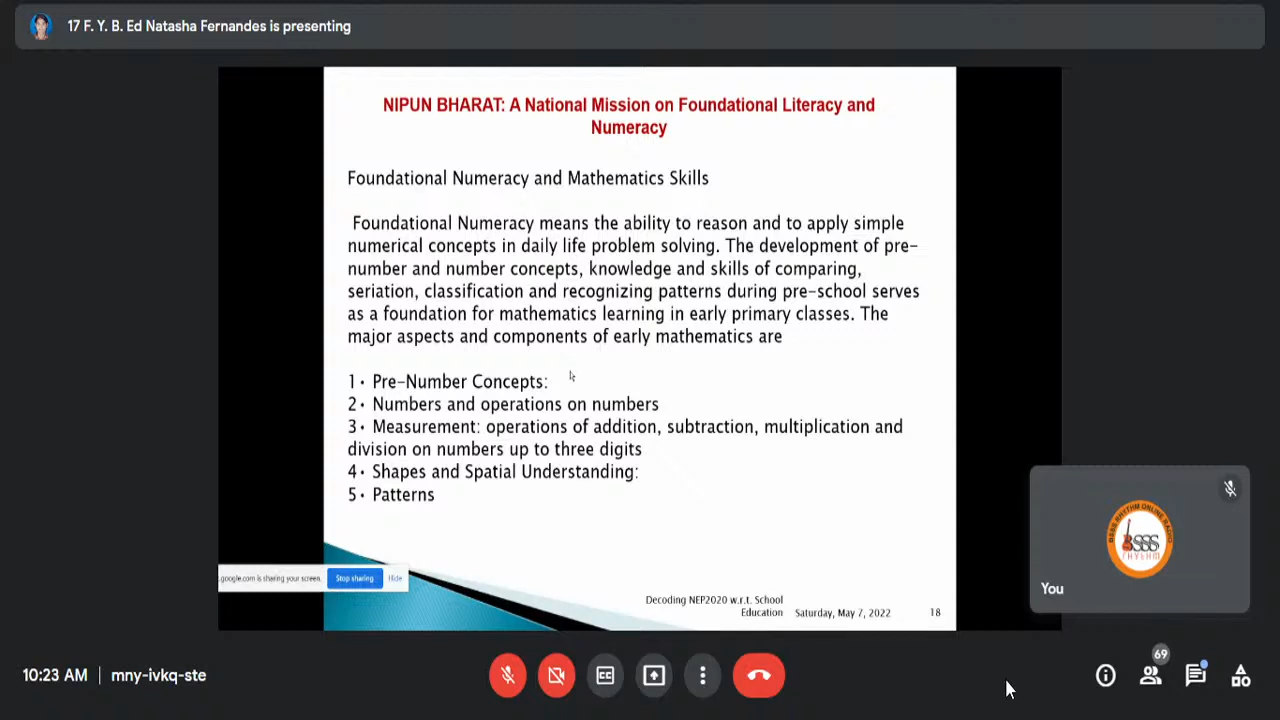 17 F. Y. B. Ed Natasha Fernandes is presenting
NIPUN BHARAT: A National Mission on Foundational Literacy and
Numeracy
Foundational Numeracy and Mathematics Skills
Foundational Numeracy means the ability to reason and to apply simple
numerical concepts in daily life problem solving. The development of pre-
number and number concepts, knowledge and skills of comparing,
seriation, classification and recognizing patterns during pre-school serves
as a foundation for mathematics learning in early primary classes. The
major aspects and components of early mathematics are
1• Pre-Number Concepts:
2• Numbers and operations on numbers
3• Measurement: operations of addition, subtraction, multiplication and
division on numbers up to three digits
4• Shapes and Spatial Understanding:
5• Patterns
.google.com is sharing your screen. Stop sharing Hide
Decoding NEP2020 w.r.t. School
Education Saturday, May 7, 2022 18
BSSS RHYTHM ONLINE RADIO
BSSS
RHYTHM
You
10:23 AM | mny-ivkq-ste
CC
69